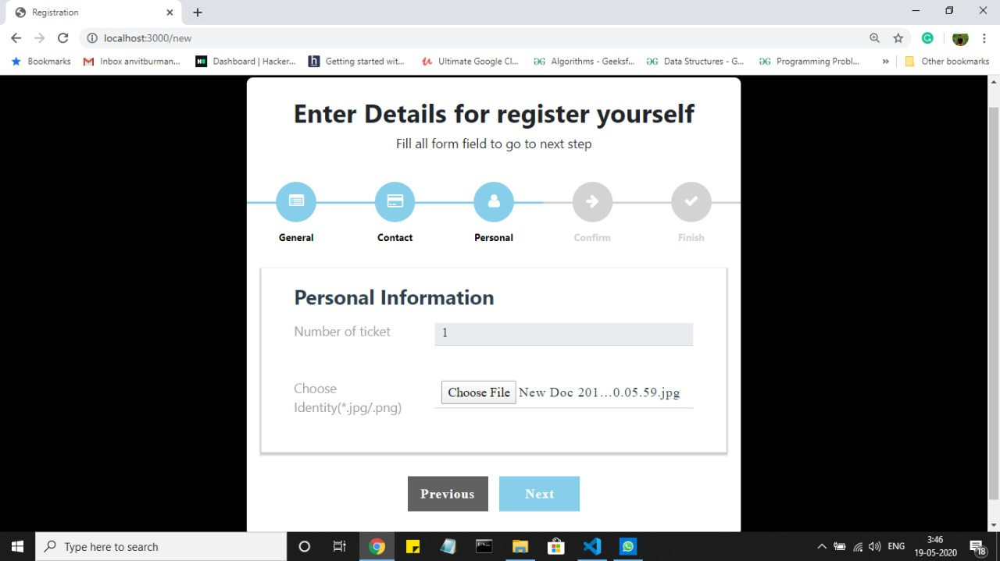 Registration
localhost:3000/new
Bookmarks Inbox anvitburman... Dashboard | Hacker... Getting started wit... Ultimate Google Cl... Algorithms - Geeksf... Data Structures - G... Programming Probl... » Other bookmarks
Enter Details for register yourself
Fill all form field to go to next step
General Contact Personal Confirm Finish
Personal Information
Number of ticket 1
Choose
Identity(*.jpg/.png)
Choose File New Doc 201...0.05.59.jpg
Previous Next
Type here to search
ENG
3:46
19-05-2020
18